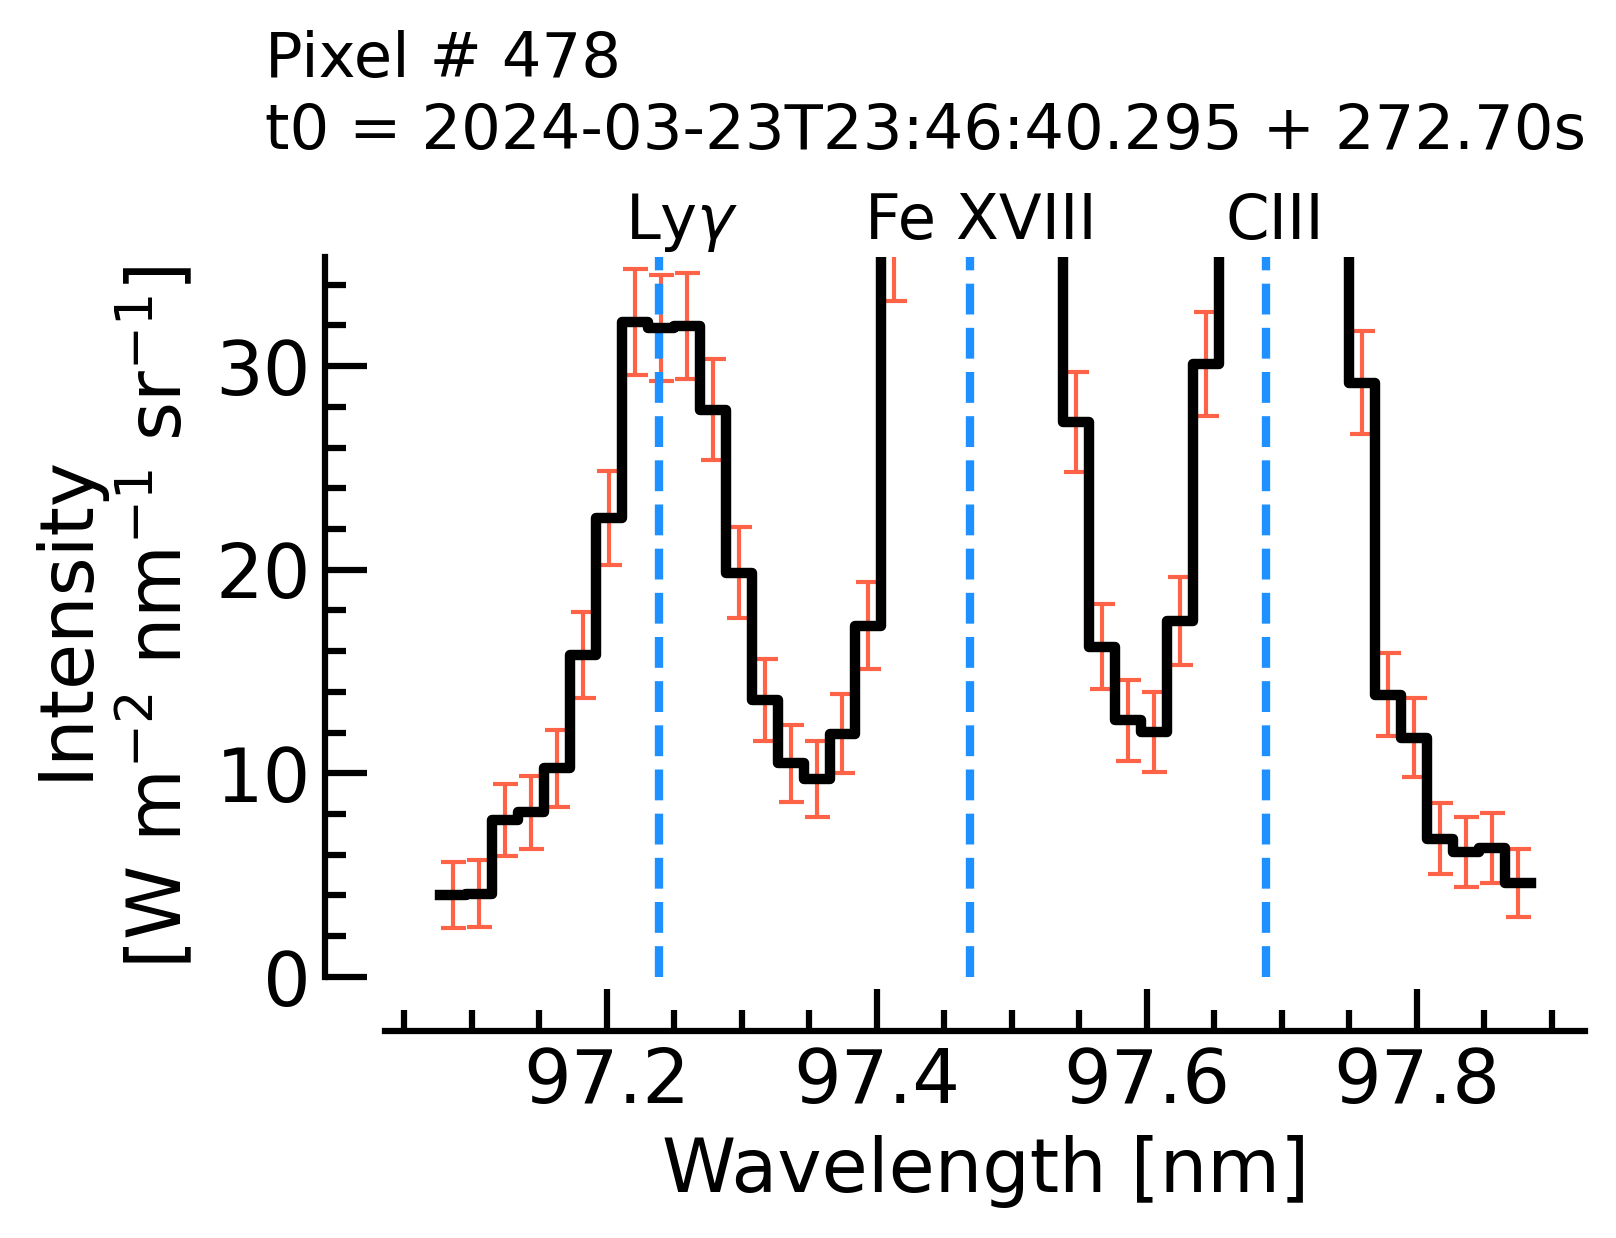 Pixel # 478
t0 = 2024-03-23T23:46:40.295 + 272.70s
Lyγ Fe XVIII CIII
Intensity
[W m⁻² nm⁻¹ sr⁻¹]
30
20
10
0
97.2 97.4 97.6 97.8
Wavelength [nm]